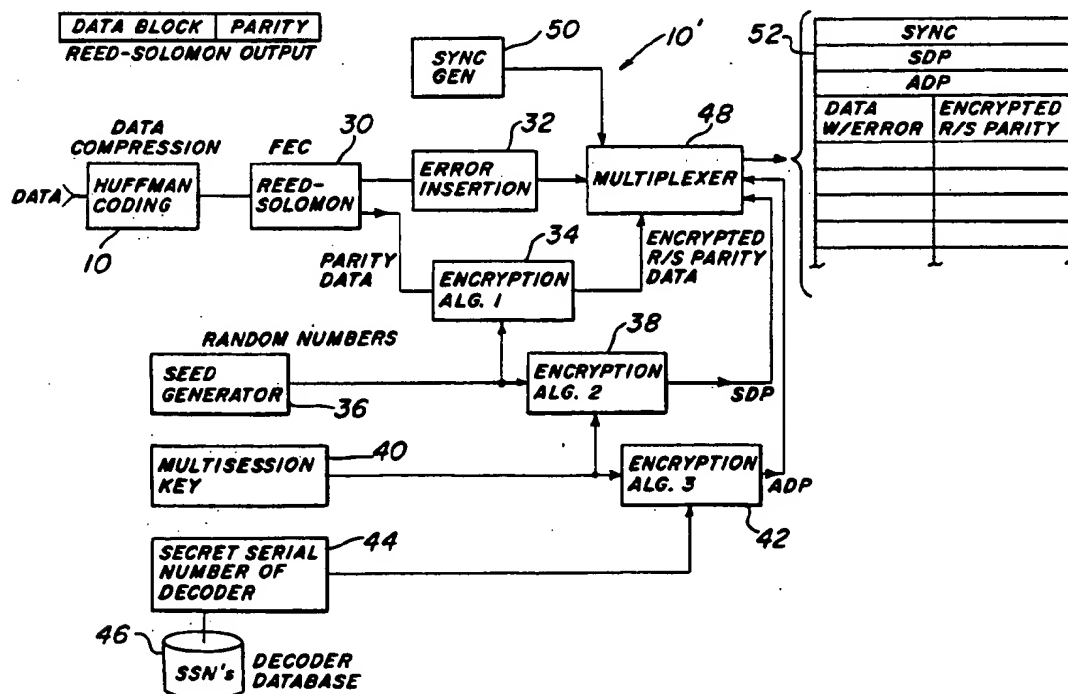 DATA BLOCK PARITY
REED-SOLOMON OUTPUT
50
SYNC
GEN
10'
52
SYNC
SDP
ADP
DATA
W/ERROR
ENCRYPTED
R/S PARITY
DATA
COMPRESSION
FEC
30
32
48
DATA
HUFFMAN
CODING
REED-
SOLOMON
ERROR
INSERTION
MULTIPLEXER
10
PARITY
DATA
34
ENCRYPTION
ALG. 1
ENCRYPTED
R/S PARITY
DATA
RANDOM NUMBERS
38
SEED
GENERATOR
36
ENCRYPTION
ALG. 2
SDP
40
MULTISESSION
KEY
ENCRYPTION
ALG. 3
ADP
42
44
SECRET SERIAL
NUMBER OF
DECODER
46
SSN's
DECODER
DATABASE